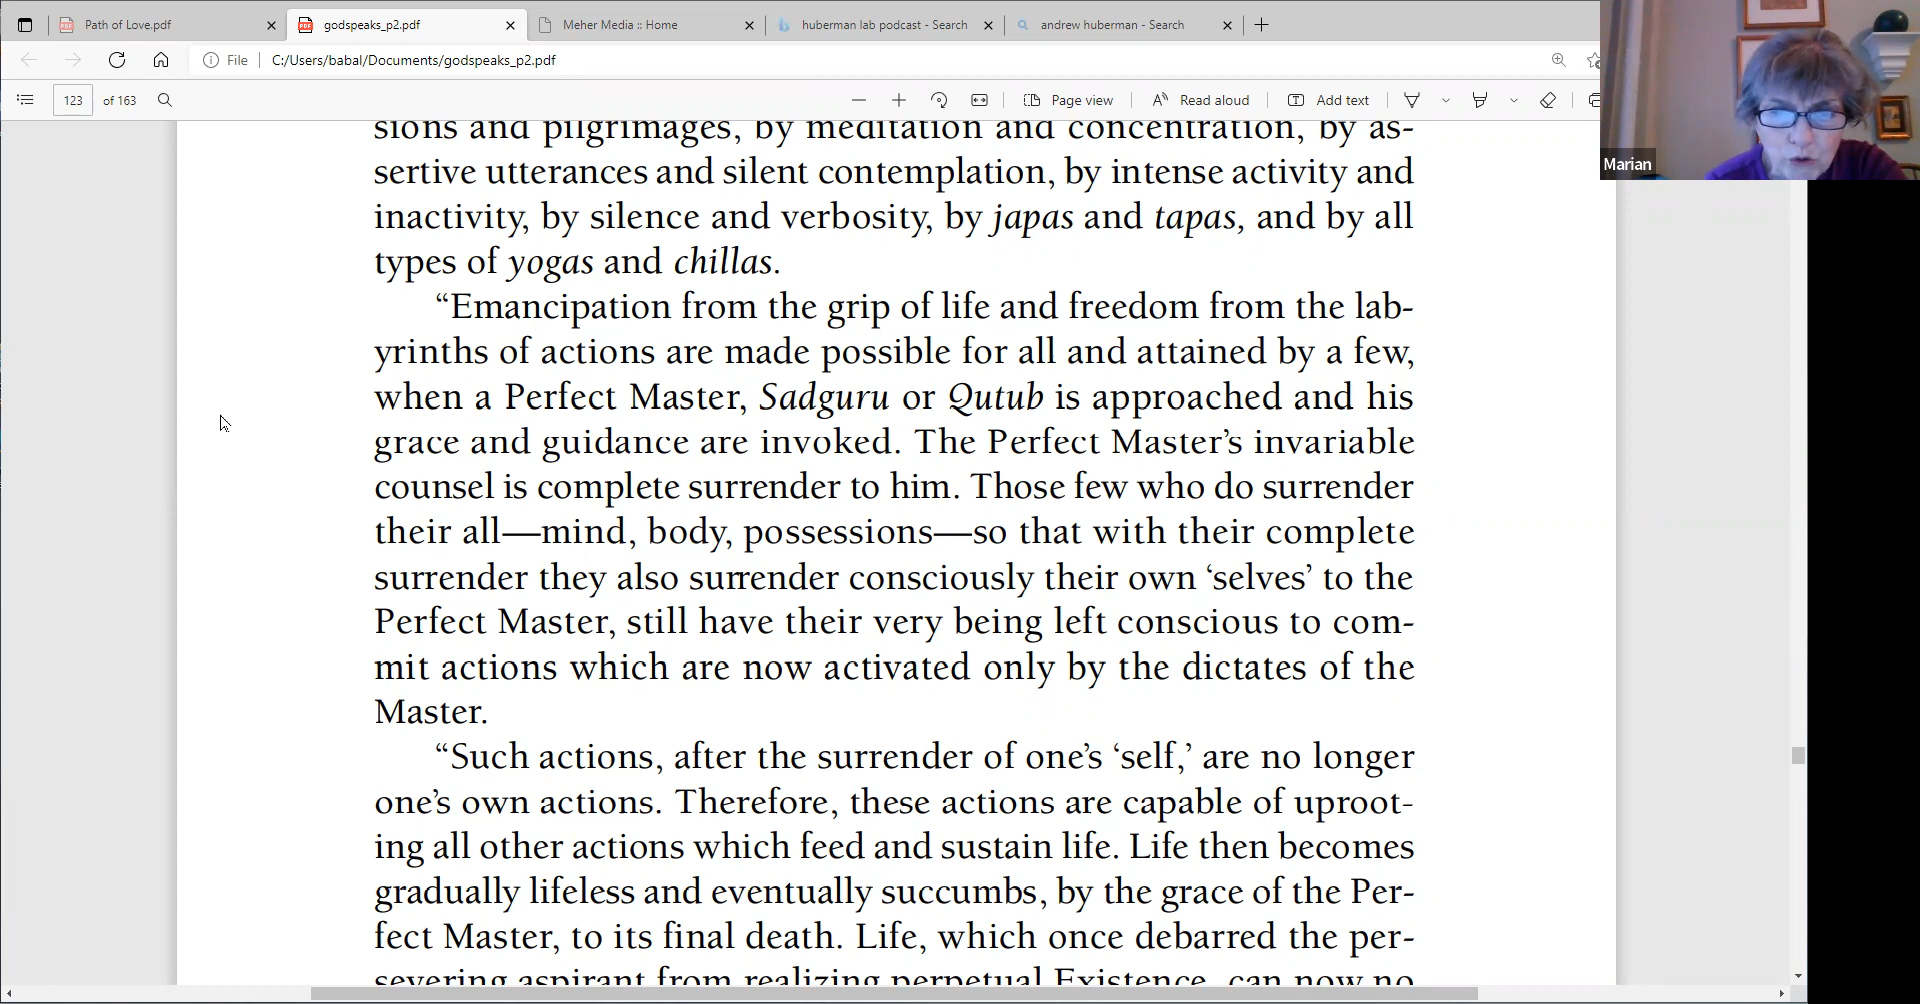 Path of Love.pdf
godspeaks_p2.pdf
Meher Media :: Home
huberman lab podcast - Search
andrew huberman - Search
File
C:/Users/babal/Documents/godspeaks_p2.pdf
123 of 163
Page view
Read aloud
Add text
Marian
sions and pilgrimages, by meditation and concentration, by as-
sertive utterances and silent contemplation, by intense activity and
inactivity, by silence and verbosity, by japas and tapas, and by all
types of yogas and chillas.
“Emancipation from the grip of life and freedom from the lab-
yrinths of actions are made possible for all and attained by a few,
when a Perfect Master, Sadguru or Qutub is approached and his
grace and guidance are invoked. The Perfect Master’s invariable
counsel is complete surrender to him. Those few who do surrender
their all—mind, body, possessions—so that with their complete
surrender they also surrender consciously their own ‘selves’ to the
Perfect Master, still have their very being left conscious to com-
mit actions which are now activated only by the dictates of the
Master.
“Such actions, after the surrender of one’s ‘self,’ are no longer
one’s own actions. Therefore, these actions are capable of uproot-
ing all other actions which feed and sustain life. Life then becomes
gradually lifeless and eventually succumbs, by the grace of the Per-
fect Master, to its final death. Life, which once debarred the per-
severing aspirant from realizing perpetual Existence, can now no